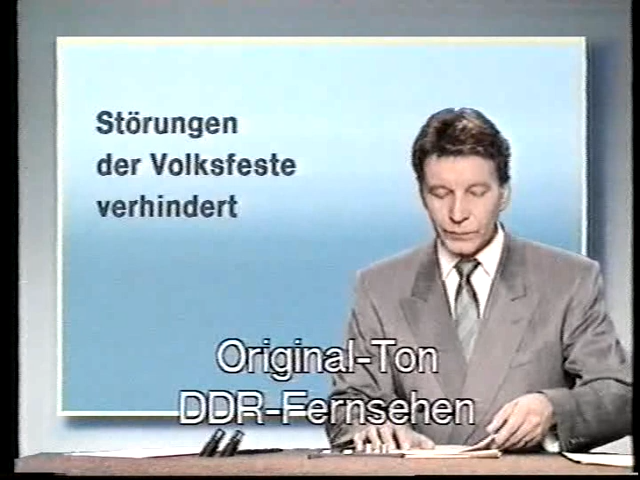 Störungen
der Volksfeste
verhindert
Original-Ton
DDR-Fernsehen